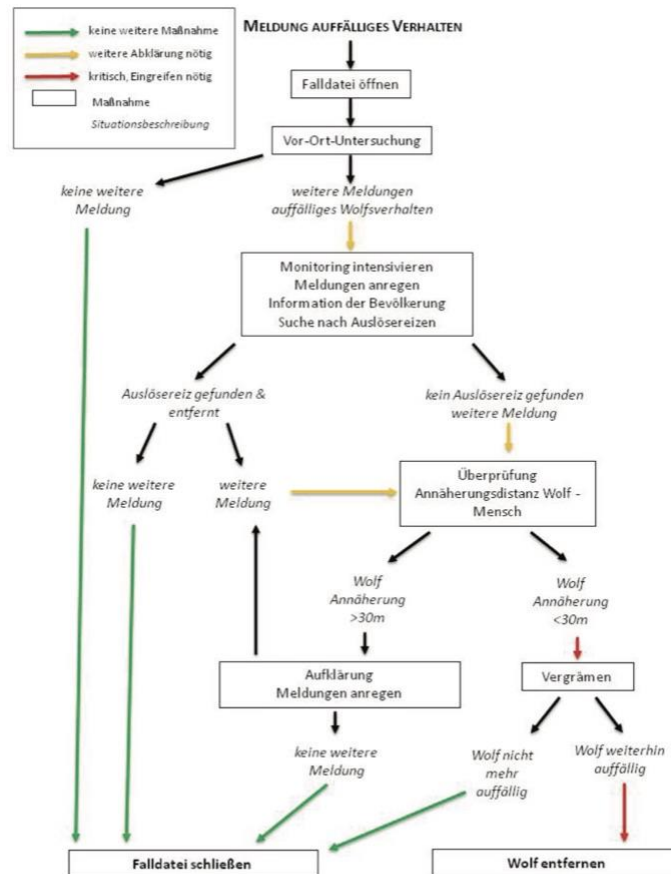 keine weitere Maßnahme
weitere Abklärung nötig
kritisch, Eingreifen nötig
Maßnahme
Situationsbeschreibung
MELDUNG AUFFÄLLIGES VERHALTEN
Falldatei öffnen
Vor-Ort-Untersuchung
keine weitere
Meldung
weitere Meldungen
auffälliges Wolfsverhalten
Monitoring intensivieren
Meldungen anregen
Information der Bevölkerung
Suche nach Auslösereizen
Auslösereiz gefunden &
entfernt
kein Auslösereiz gefunden
weitere Meldung
keine weitere
Meldung
weitere
Meldung
Überprüfung
Annäherungsdistanz Wolf -
Mensch
Wolf
Annäherung
>30m
Wolf
Annäherung
<30m
Aufklärung
Meldungen anregen
Vergrämen
keine weitere
Meldung
Wolf nicht
mehr
auffällig
Wolf weiterhin
auffällig
Falldatei schließen
Wolf entfernen